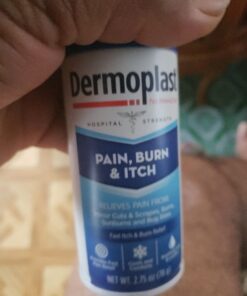 Dermoplast
HOSPITAL STRENGTH
PAIN, BURN
& ITCH
RELIEVES PAIN FROM
Minor Cuts & Scrapes, Burns,
Sunburns and Bug Bites
Fast Itch & Burn Relief
NET WT. 2.75 oz (78 g)